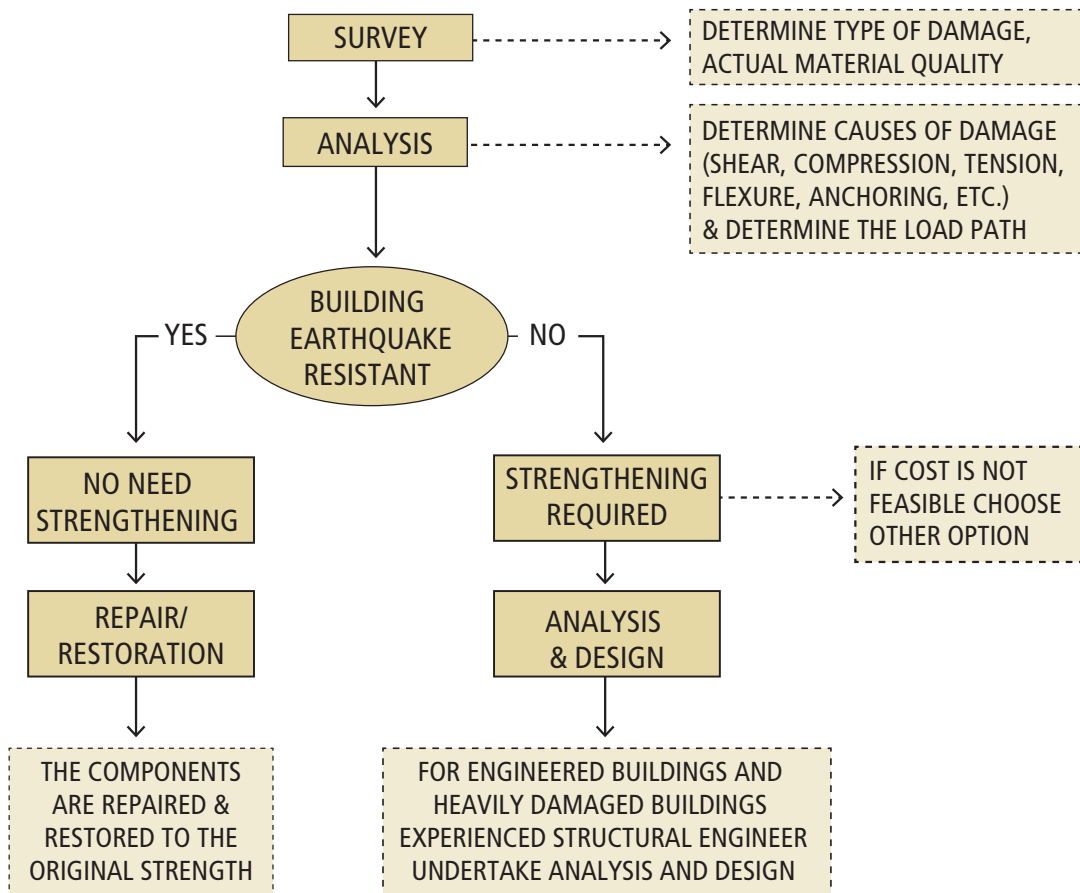 SURVEY
DETERMINE TYPE OF DAMAGE,
ACTUAL MATERIAL QUALITY
ANALYSIS
DETERMINE CAUSES OF DAMAGE
(SHEAR, COMPRESSION, TENSION,
FLEXURE, ANCHORING, ETC.)
& DETERMINE THE LOAD PATH
BUILDING
EARTHQUAKE
RESISTANT
YES
NO
NO NEED
STRENGTHENING
STRENGTHENING
REQUIRED
IF COST IS NOT
FEASIBLE CHOOSE
OTHER OPTION
REPAIR/
RESTORATION
ANALYSIS
& DESIGN
THE COMPONENTS
ARE REPAIRED &
RESTORED TO THE
ORIGINAL STRENGTH
FOR ENGINEERED BUILDINGS AND
HEAVILY DAMAGED BUILDINGS
EXPERIENCED STRUCTURAL ENGINEER
UNDERTAKE ANALYSIS AND DESIGN